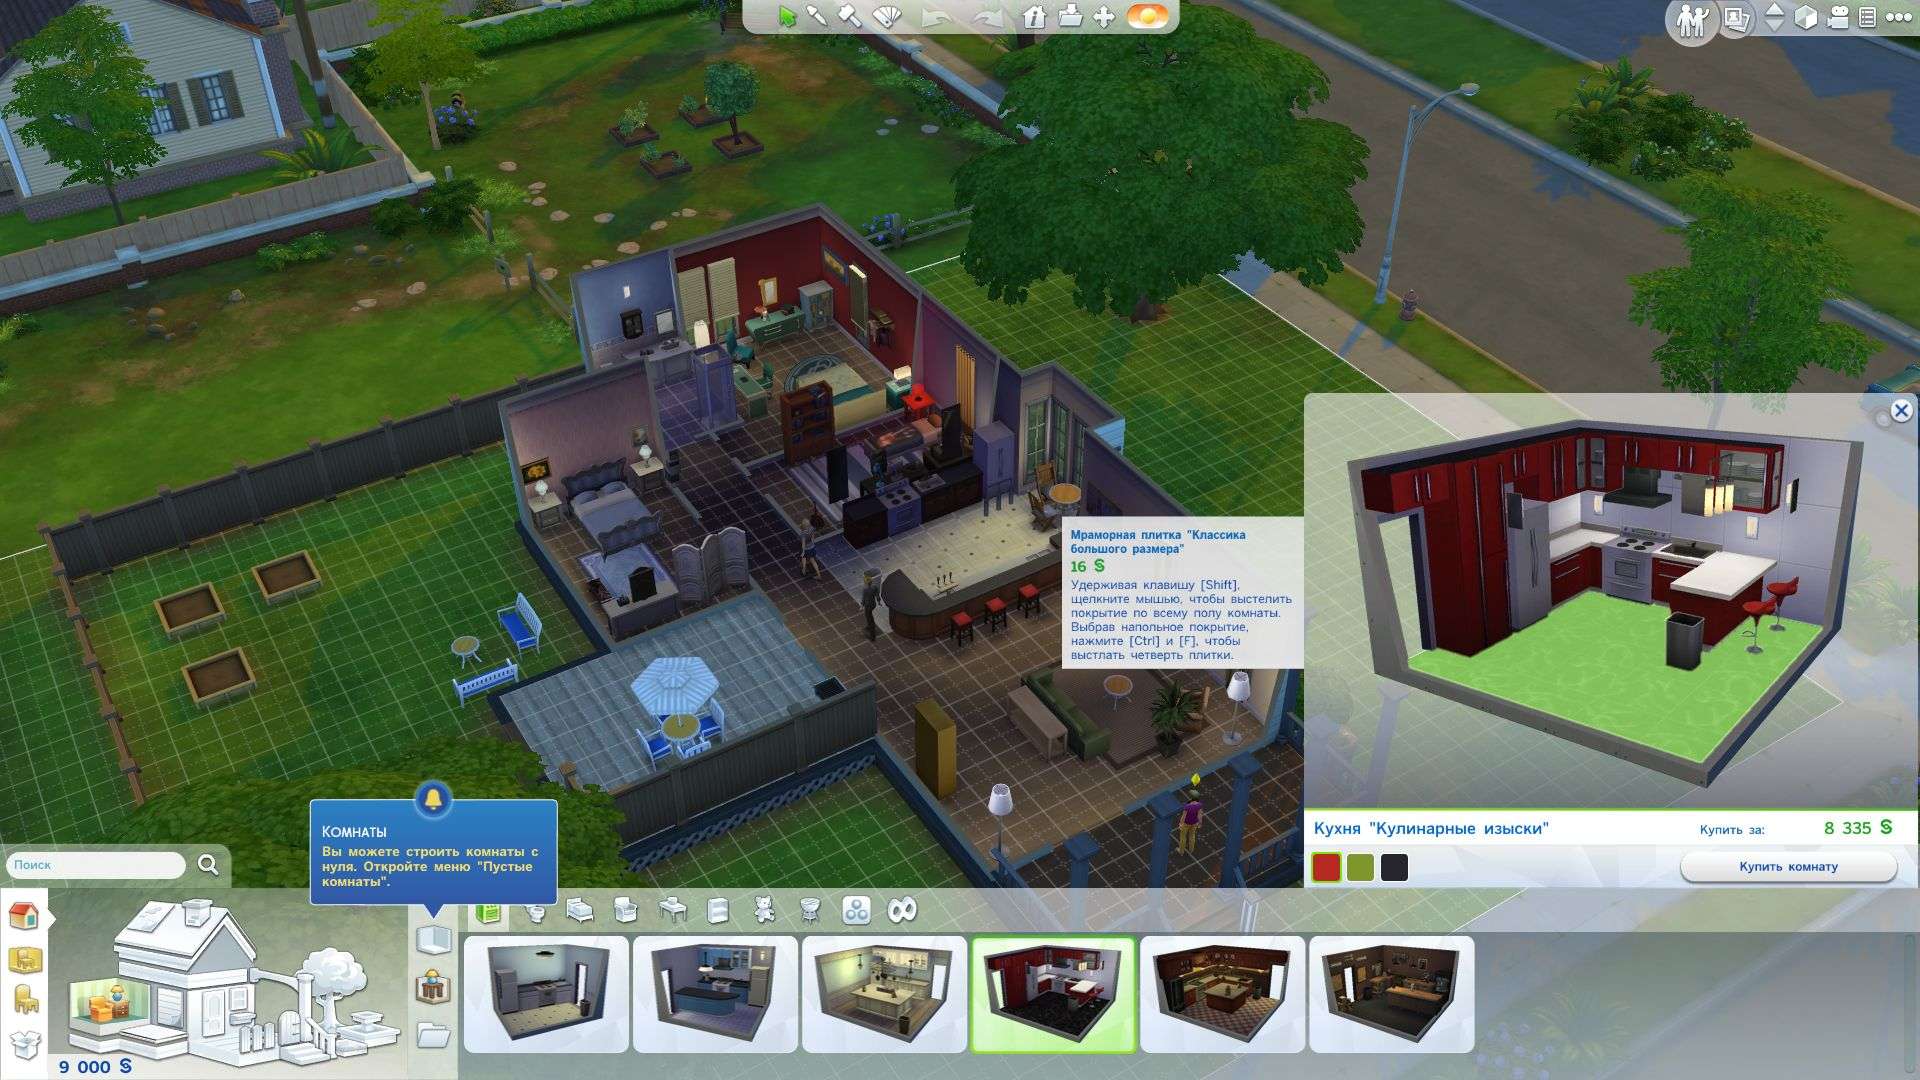 Мраморная плитка "Классика
большого размера"
16 §
Удерживая клавишу [Shift],
щелкните мышью, чтобы выстелить
покрытие по всему полу комнаты.
Выбрав напольное покрытие,
нажмите [Ctrl] и [F], чтобы
выстлать четверть плитки.
Кухня "Кулинарные изыски"
Купить за:
8 335 §
Купить комнату
Комнаты
Вы можете строить комнаты с
нуля. Откройте меню "Пустые
комнаты".
Поиск
9 000 §